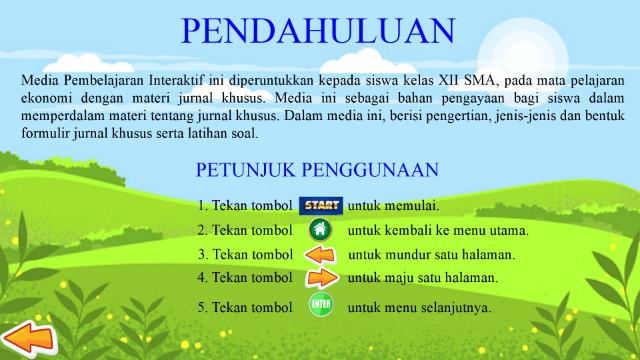 PENDAHULUAN
Media Pembelajaran Interaktif ini diperuntukkan kepada siswa kelas XII SMA, pada mata pelajaran
ekonomi dengan materi jurnal khusus. Media ini sebagai bahan pengayaan bagi siswa dalam
memperdalam materi tentang jurnal khusus. Dalam media ini, berisi pengertian, jenis-jenis dan bentuk
formulir jurnal khusus serta latihan soal.
PETUNJUK PENGGUNAAN
1. Tekan tombol START untuk memulai.
2. Tekan tombol untuk kembali ke menu utama.
3. Tekan tombol untuk mundur satu halaman.
4. Tekan tombol untuk maju satu halaman.
5. Tekan tombol ENTER untuk menu selanjutnya.